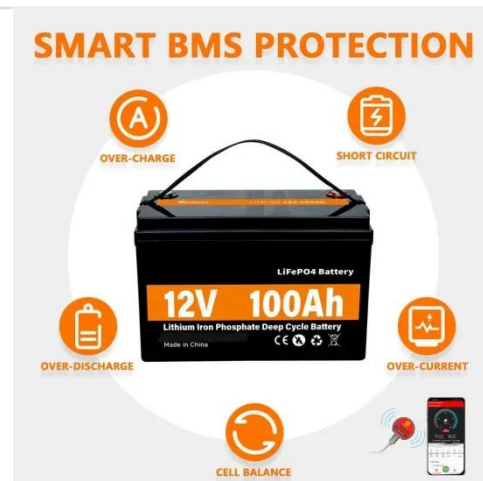 SMART BMS PROTECTION
OVER-CHARGE
SHORT CIRCUIT
LiFePO4 Battery
12V 100Ah
Lithium Iron Phosphate Deep Cycle Battery
Made in China
CE
OVER-DISCHARGE
OVER-CURRENT
CELL BALANCE